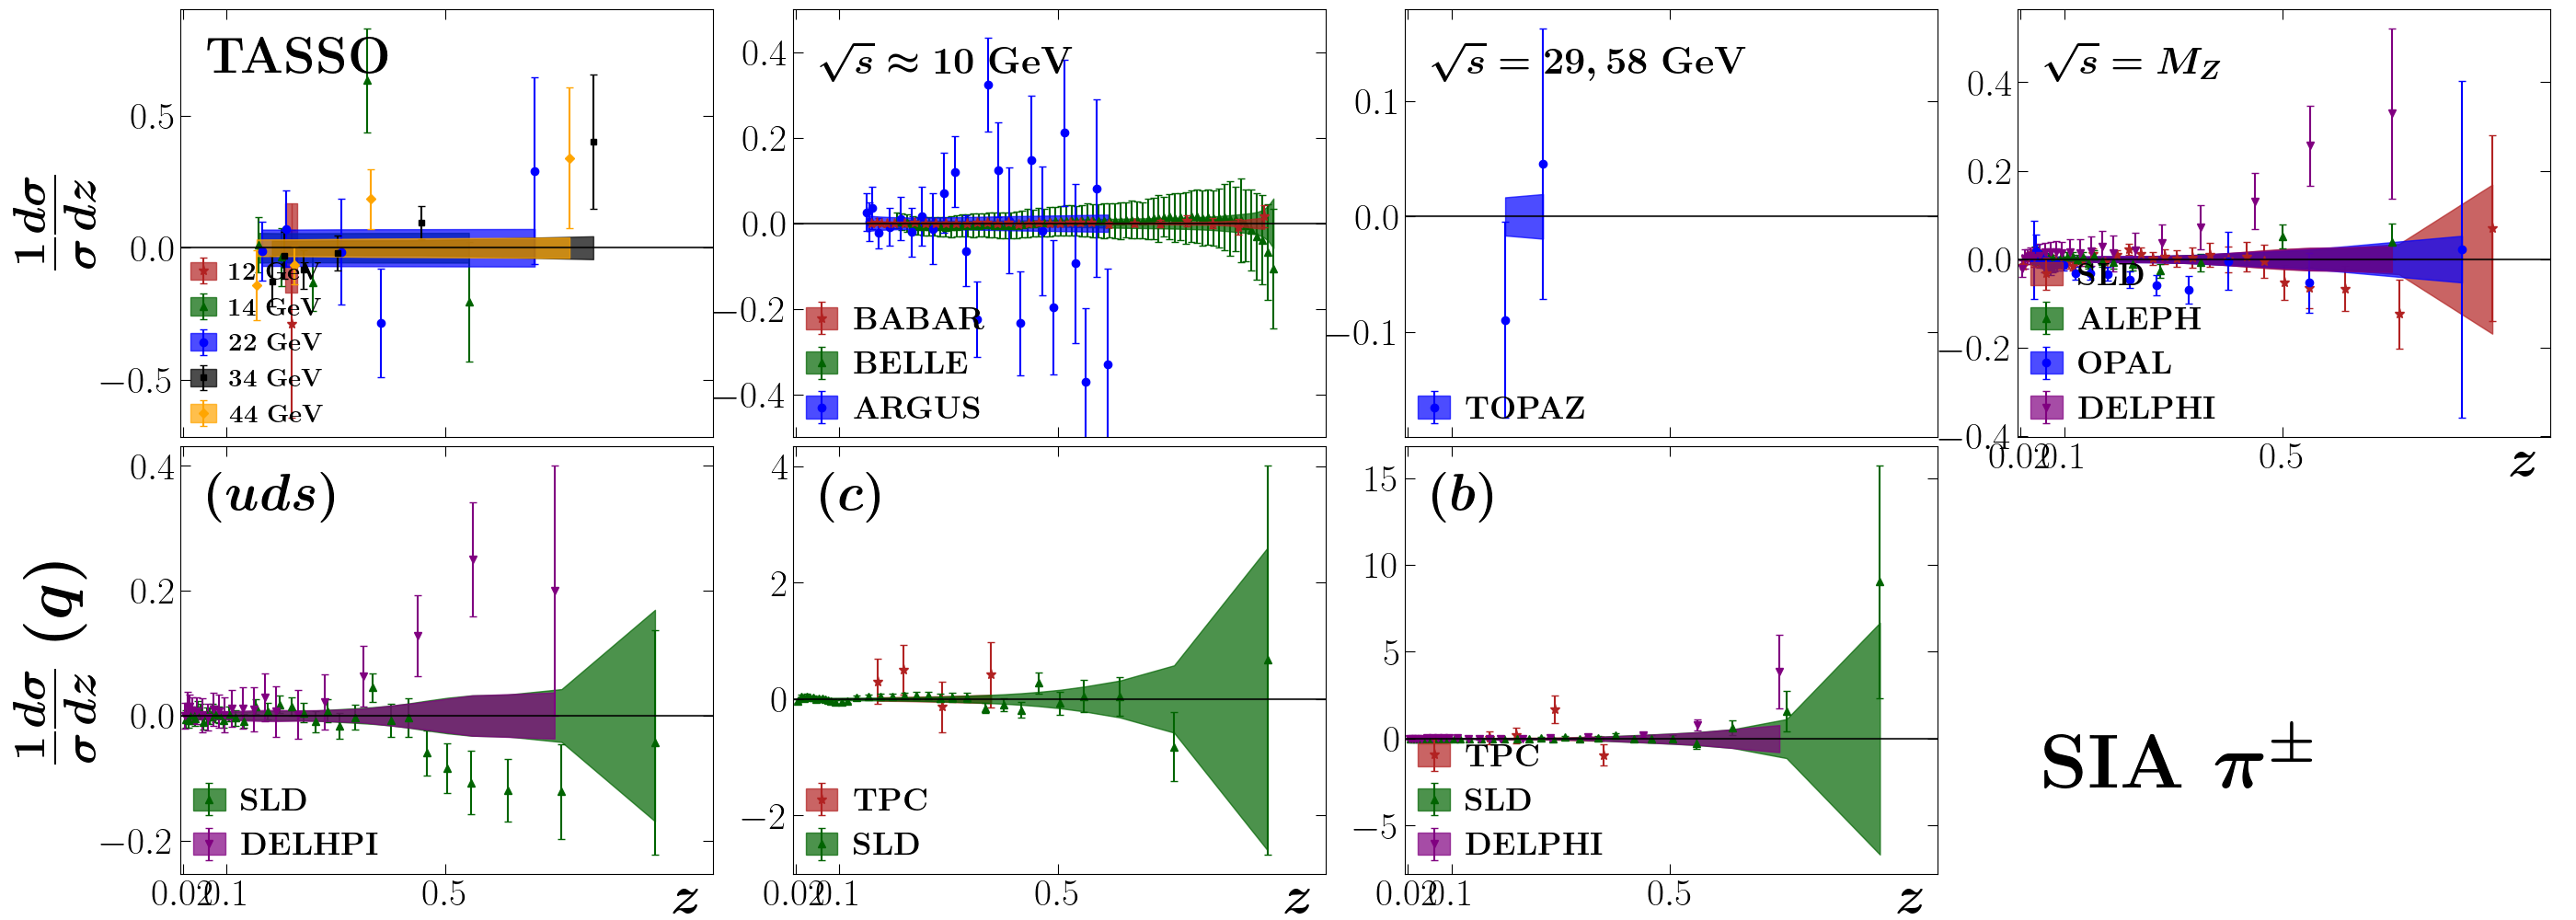 TASSO
0.5
0.0
−0.5
12 GeV
14 GeV
22 GeV
34 GeV
44 GeV
1/σ dσ/dz
√s ≈ 10 GeV
0.4
0.2
0.0
−0.2
−0.4
BABAR
BELLE
ARGUS
√s = 29, 58 GeV
0.1
0.0
−0.1
TOPAZ
√s = M_Z
0.4
0.2
0.0
−0.2
−0.4
SLD
ALEPH
OPAL
DELPHI
0.02 0.1 0.5 z
(uds)
0.4
0.2
0.0
−0.2
SLD
DELHPI
0.02 0.1 0.5 z
1/σ dσ/dz (q)
(c)
4
2
0
−2
TPC
SLD
0.02 0.1 0.5 z
(b)
15
10
5
0
−5
TPC
SLD
DELPHI
0.02 0.1 0.5 z
SIA π±